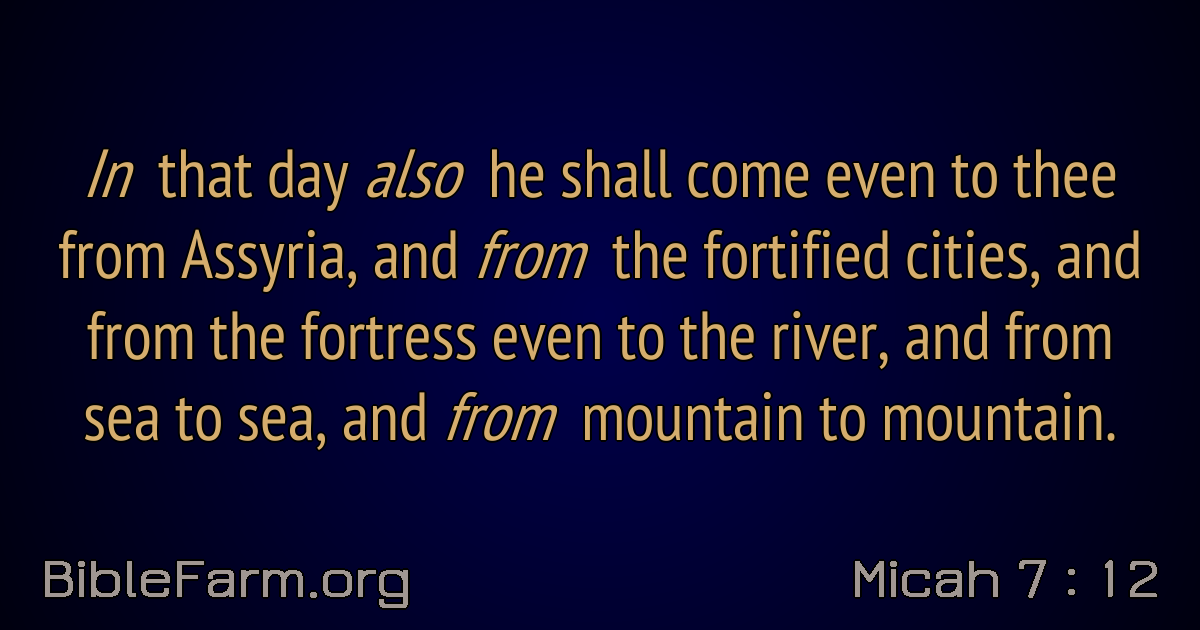 In that day also he shall come even to thee
from Assyria, and from the fortified cities, and
from the fortress even to the river, and from
sea to sea, and from mountain to mountain.
BibleFarm.org
Micah 7 : 12